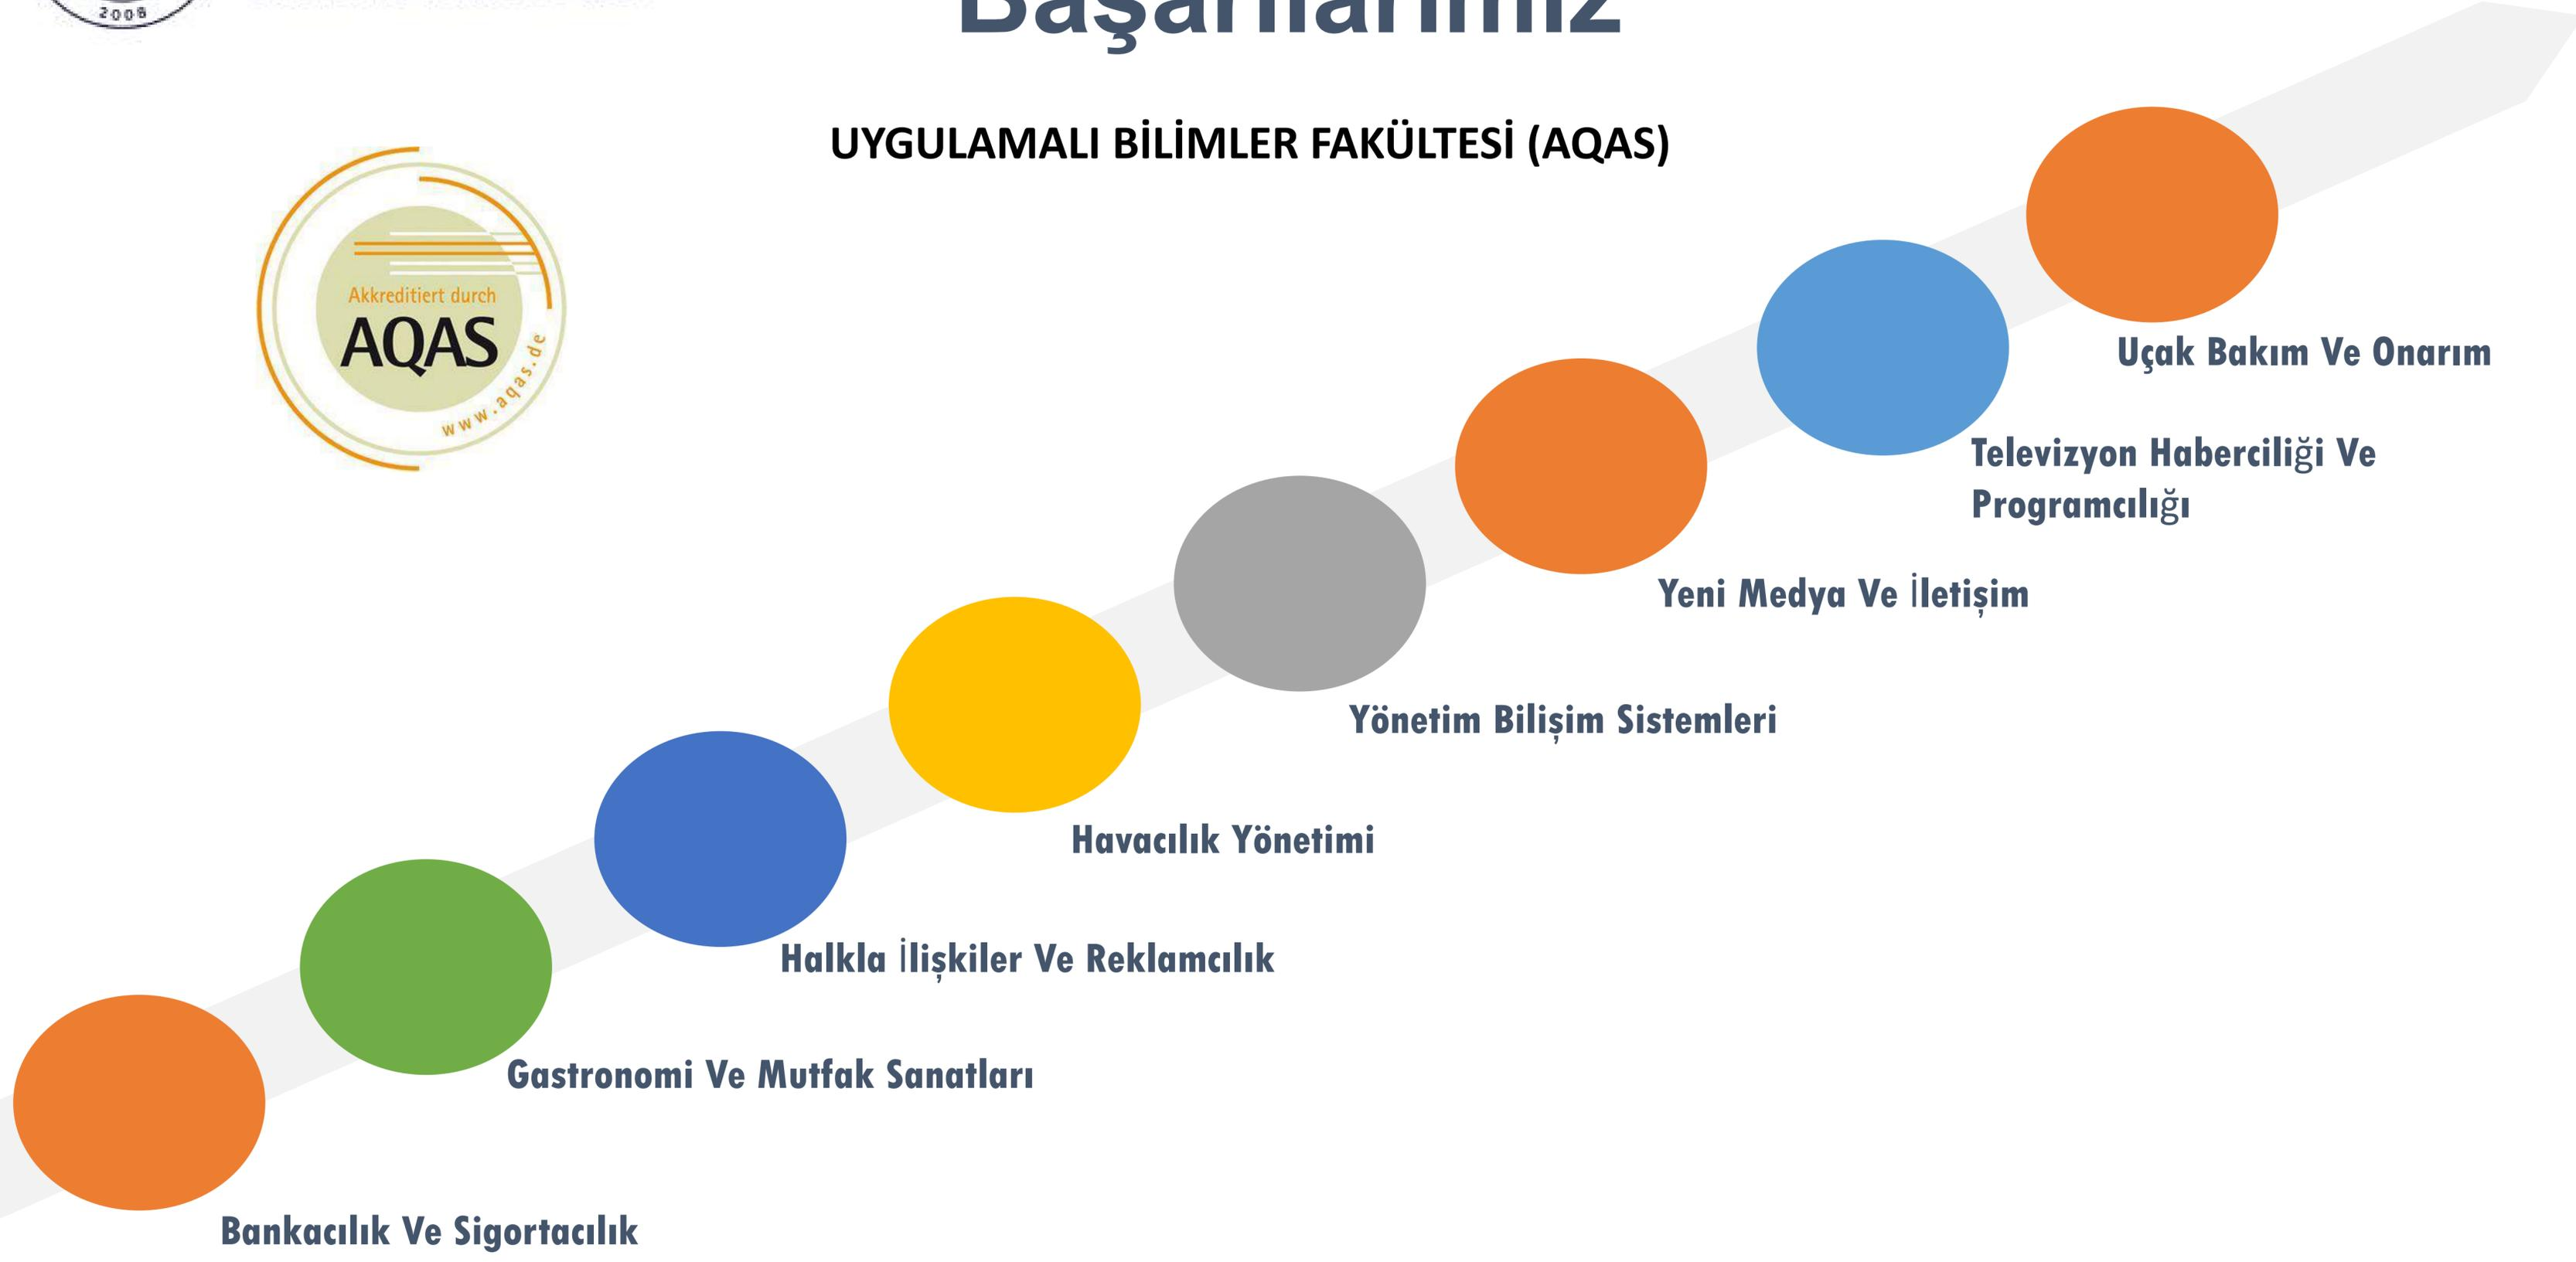 2008
Başarılarımız
UYGULAMALI BİLİMLER FAKÜLTESİ (AQAS)
Akkreditiert durch
AQAS
www.aqas.de
Uçak Bakım Ve Onarım
Televizyon Haberciliği Ve
Programcılığı
Yeni Medya Ve İletişim
Yönetim Bilişim Sistemleri
Havacılık Yönetimi
Halkla İlişkiler Ve Reklamcılık
Gastronomi Ve Mutfak Sanatları
Bankacılık Ve Sigortacılık